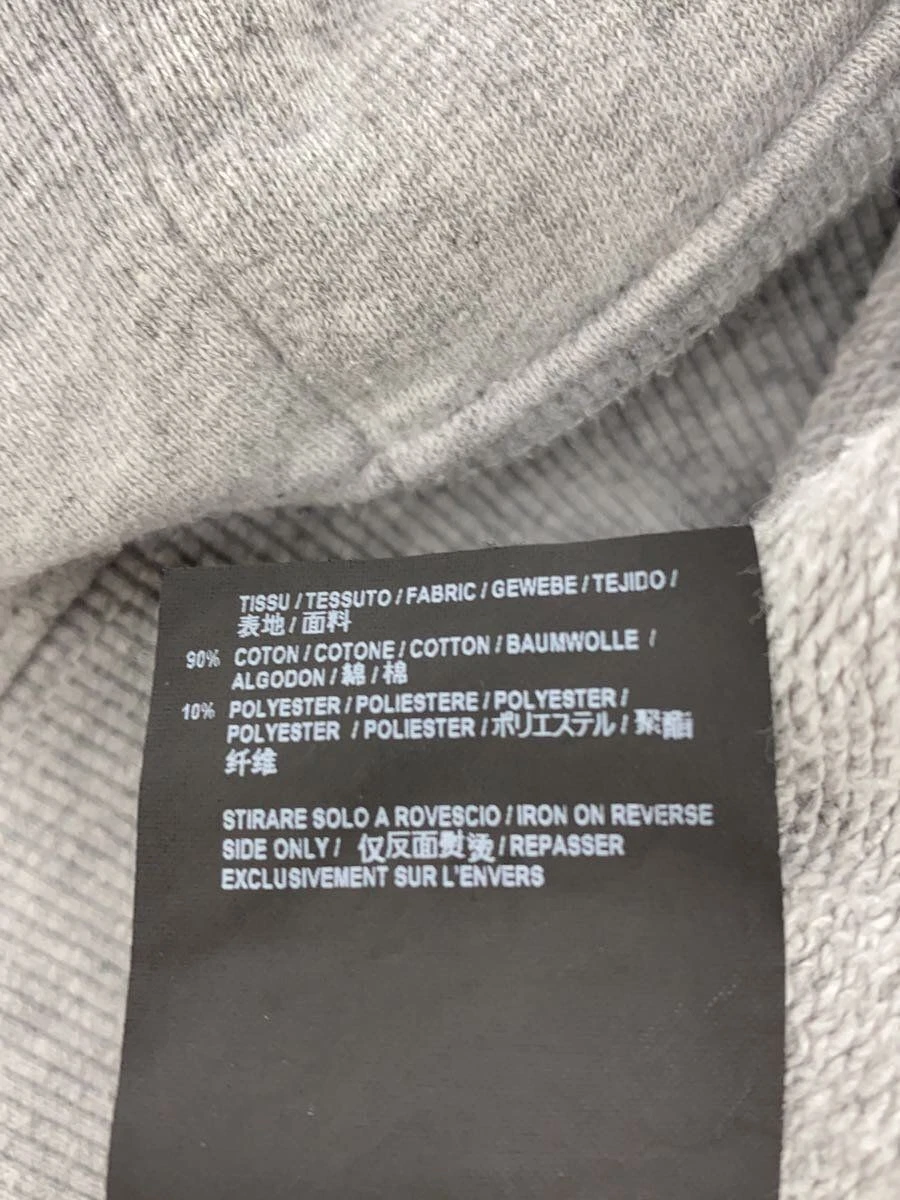 TISSU / TESSUTO / FABRIC / GEWEBE / TEJIDO /
表地 / 面料
90% COTON / COTONE / COTTON / BAUMWOLLE /
ALGODON / 綿 / 棉
10% POLYESTER / POLIESTERE / POLYESTER /
POLYESTER / POLIESTER / ポリエステル / 聚酯
纤维
STIRARE SOLO A ROVESCIO / IRON ON REVERSE
SIDE ONLY / 仅反面熨烫 / REPASSER
EXCLUSIVEMENT SUR L'ENVERS